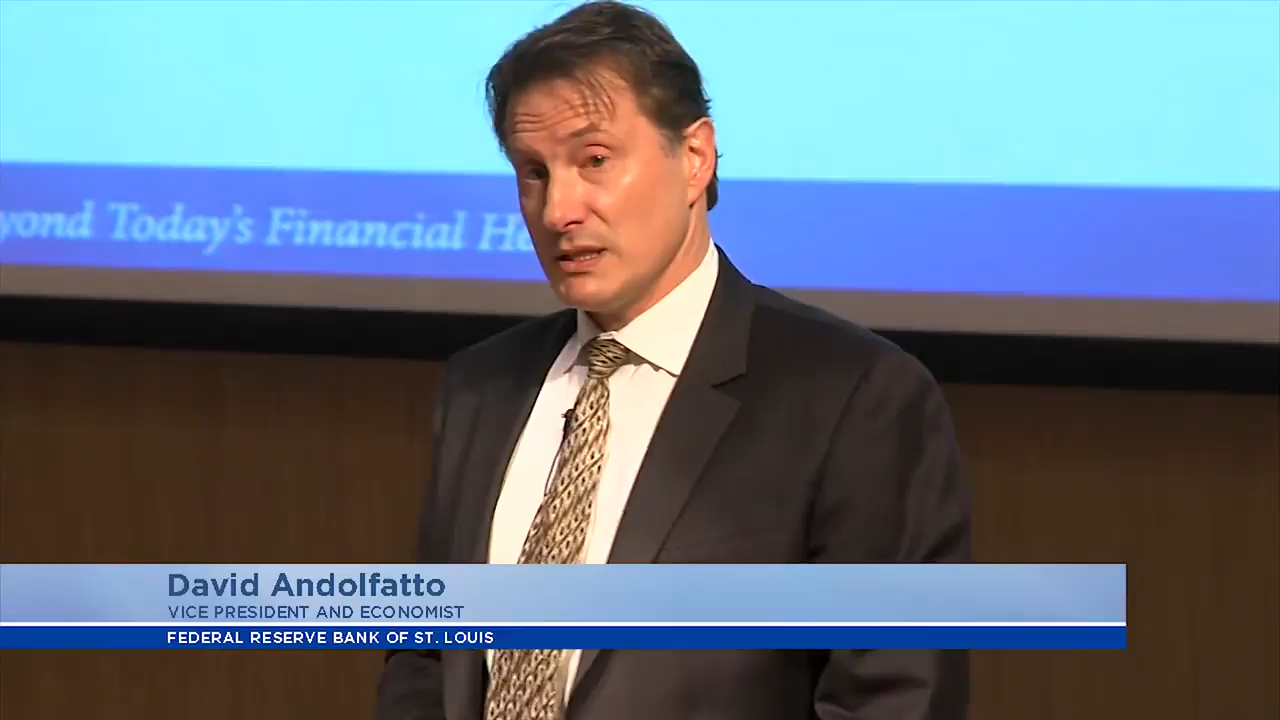 Today's Financial
David Andolfatto
VICE PRESIDENT AND ECONOMIST
FEDERAL RESERVE BANK OF ST. LOUIS